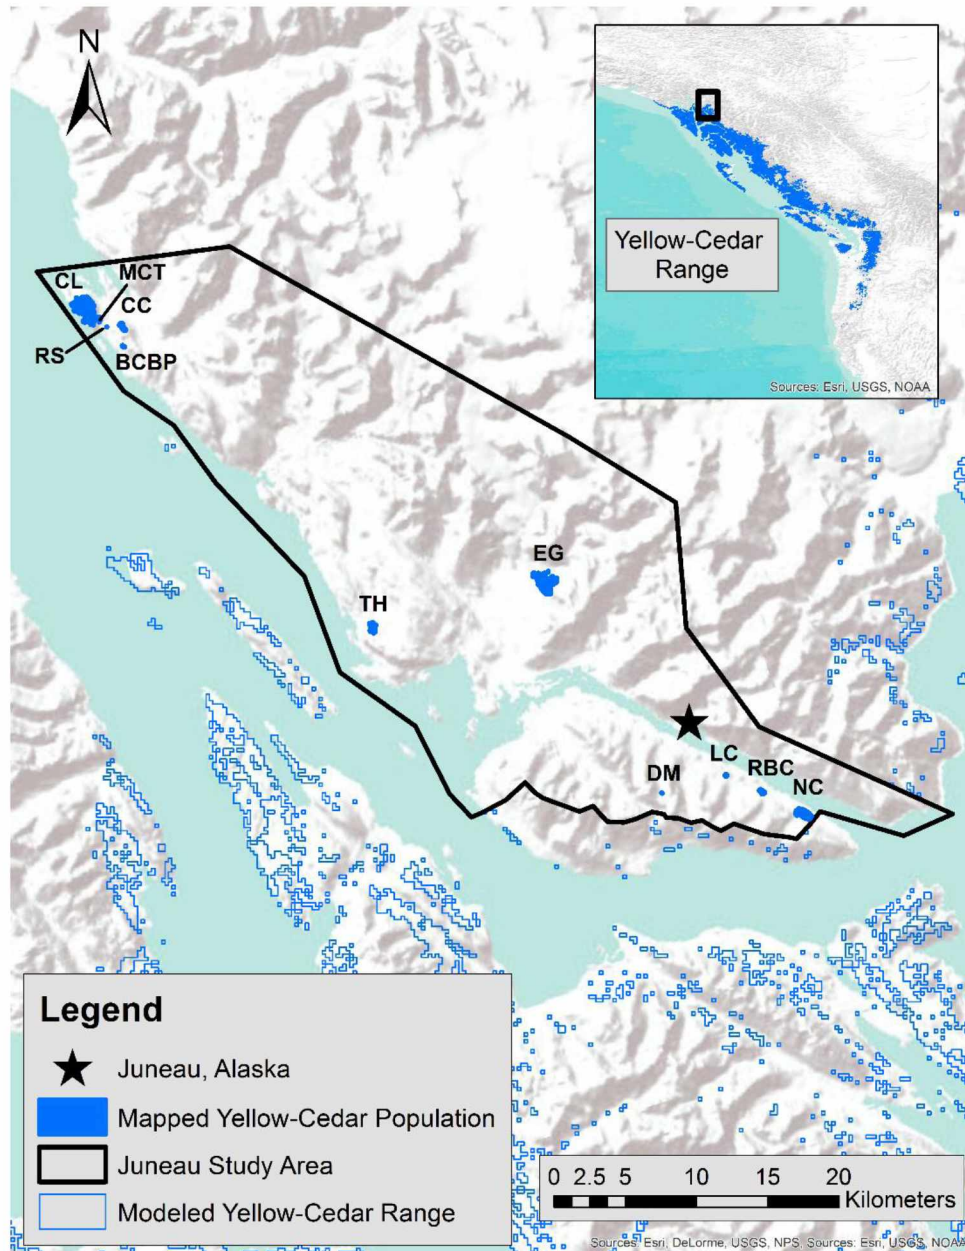 N
Yellow-Cedar
Range
Sources: Esri, USGS, NOAA
CL
MCT
CC
RS
BCBP
EG
TH
LC
DM
RBC
NC
Legend
Juneau, Alaska
Mapped Yellow-Cedar Population
Juneau Study Area
Modeled Yellow-Cedar Range
0 2.5 5 10 15 20
Kilometers
Sources: Esri, DeLorme, USGS, NPS, Sources: Esri, USGS, NOAA